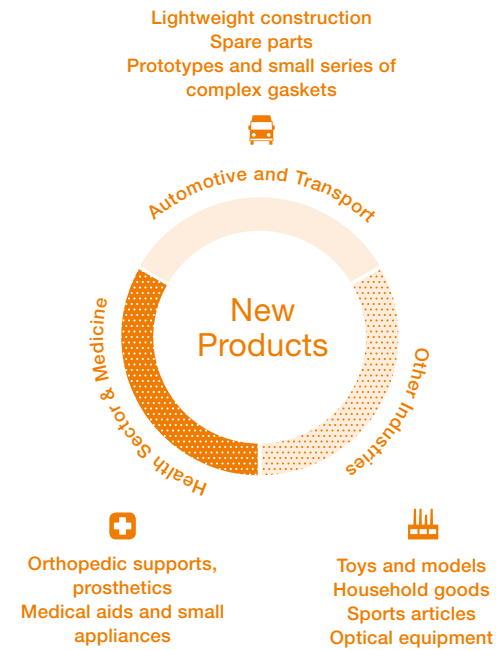 Lightweight construction
Spare parts
Prototypes and small series of
complex gaskets
Automotive and Transport
New
Products
Health Sector & Medicine
Other Industries
Orthopedic supports,
prosthetics
Medical aids and small
appliances
Toys and models
Household goods
Sports articles
Optical equipment